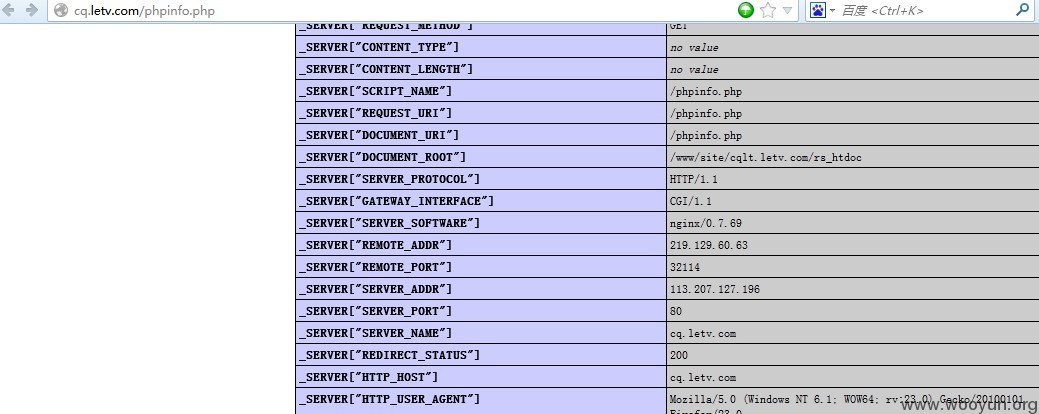 cq.letv.com/phpinfo.php 百度 <Ctrl+K>
_SERVER["REQUEST_METHOD"] GET
_SERVER["CONTENT_TYPE"] no value
_SERVER["CONTENT_LENGTH"] no value
_SERVER["SCRIPT_NAME"] /phpinfo.php
_SERVER["REQUEST_URI"] /phpinfo.php
_SERVER["DOCUMENT_URI"] /phpinfo.php
_SERVER["DOCUMENT_ROOT"] /www/site/cqlt.letv.com/rs_htdoc
_SERVER["SERVER_PROTOCOL"] HTTP/1.1
_SERVER["GATEWAY_INTERFACE"] CGI/1.1
_SERVER["SERVER_SOFTWARE"] nginx/0.7.69
_SERVER["REMOTE_ADDR"] 219.129.60.63
_SERVER["REMOTE_PORT"] 32114
_SERVER["SERVER_ADDR"] 113.207.127.196
_SERVER["SERVER_PORT"] 80
_SERVER["SERVER_NAME"] cq.letv.com
_SERVER["REDIRECT_STATUS"] 200
_SERVER["HTTP_HOST"] cq.letv.com
_SERVER["HTTP_USER_AGENT"] Mozilla/5.0 (Windows NT 6.1; WOW64; rv:23.0) Gecko/20100101
Firefox/23.0
www.wooyun.org